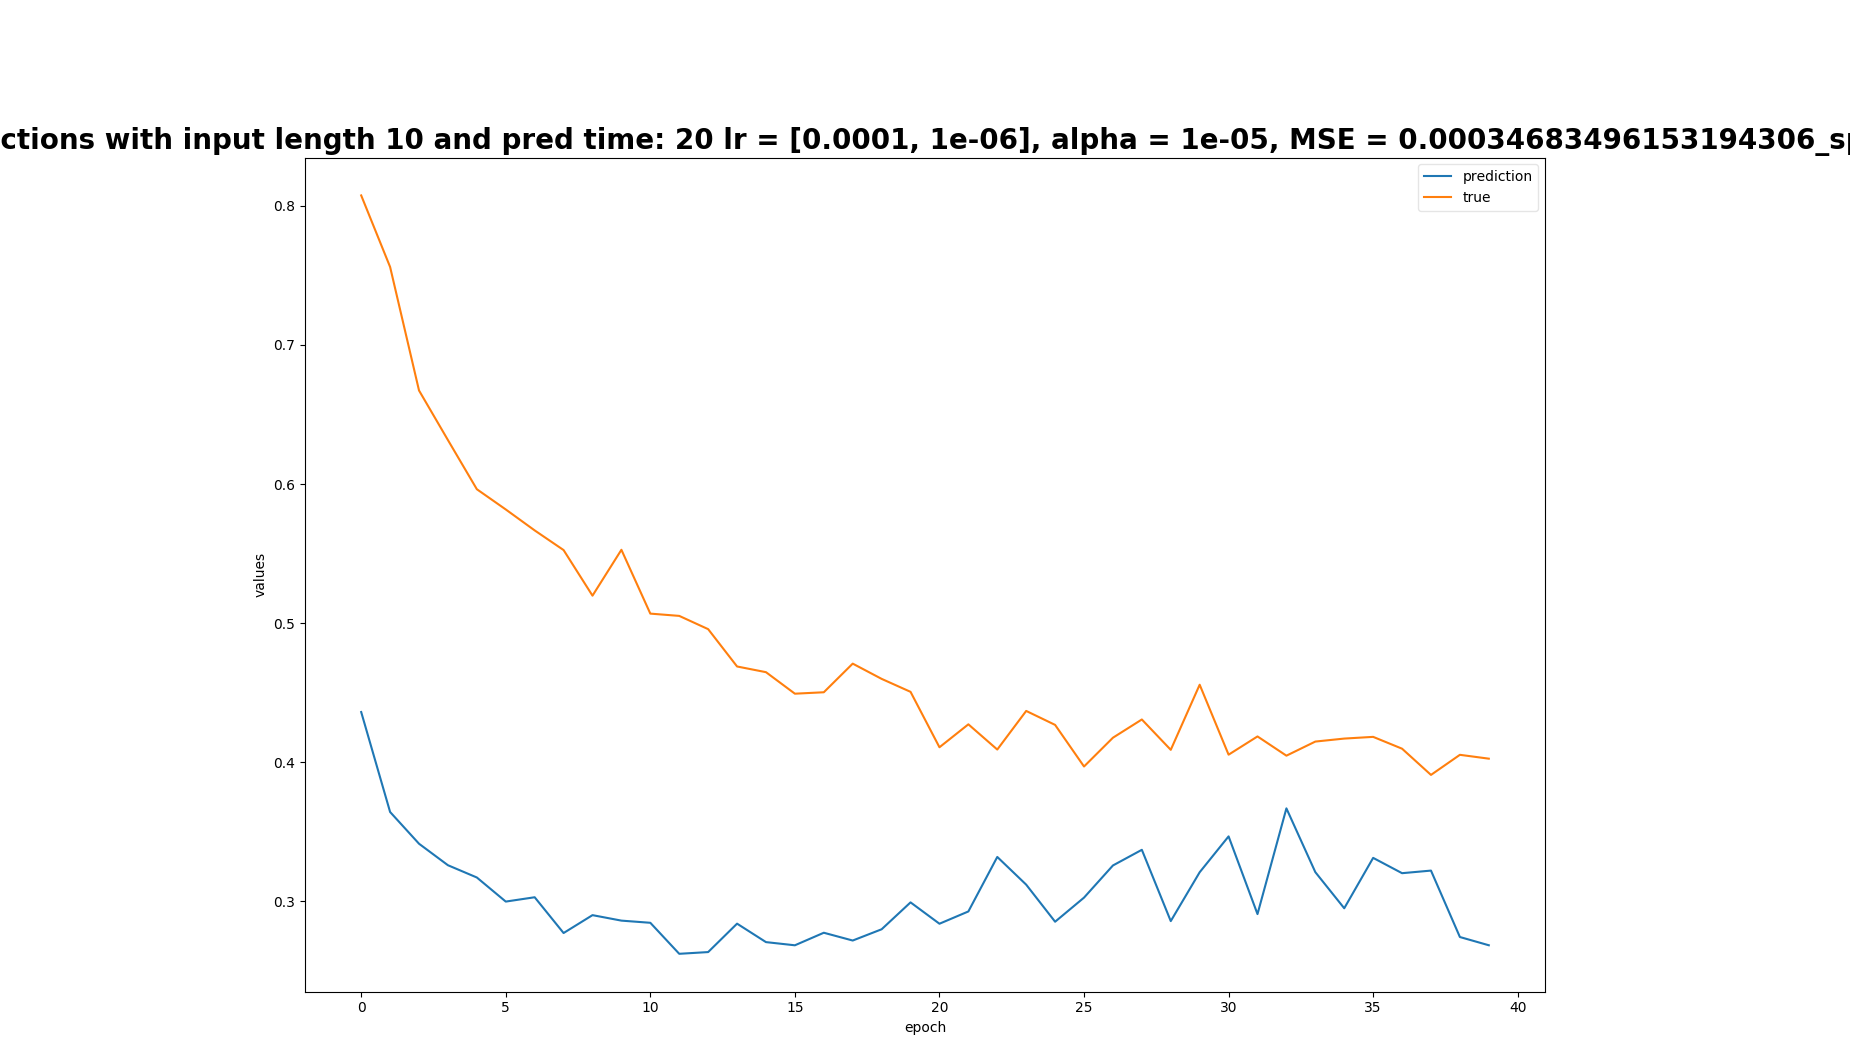 ctions with input length 10 and pred time: 20 lr = [0.0001, 1e-06], alpha = 1e-05, MSE = 0.00034683496153194306_sp
prediction
true
0.8
0.7
0.6
0.5
0.4
0.3
values
0 5 10 15 20 25 30 35 40
epoch